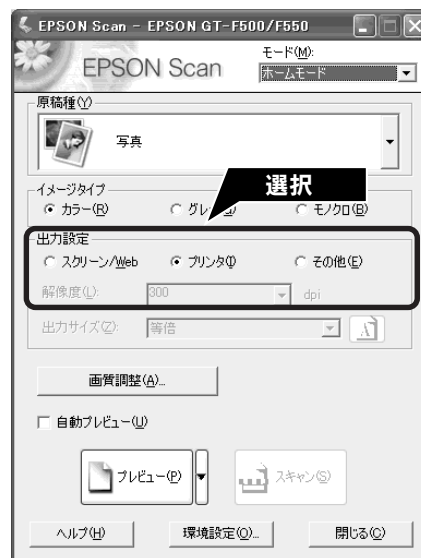 EPSON Scan - EPSON GT-F500/F550
EPSON Scan
モード(M):
ホームモード
原稿種(Y)
写真
選択
イメージタイプ
カラー(R)
モノクロ(B)
出力設定
スクリーン/Web
プリンタ(I)
その他(E)
解像度(L):
300
dpi
出力サイズ(Z):
等倍
A
画質調整(A)...
自動プレビュー(U)
プレビュー(P)
スキャン(S)
ヘルプ(H)
環境設定(O)...
閉じる(C)